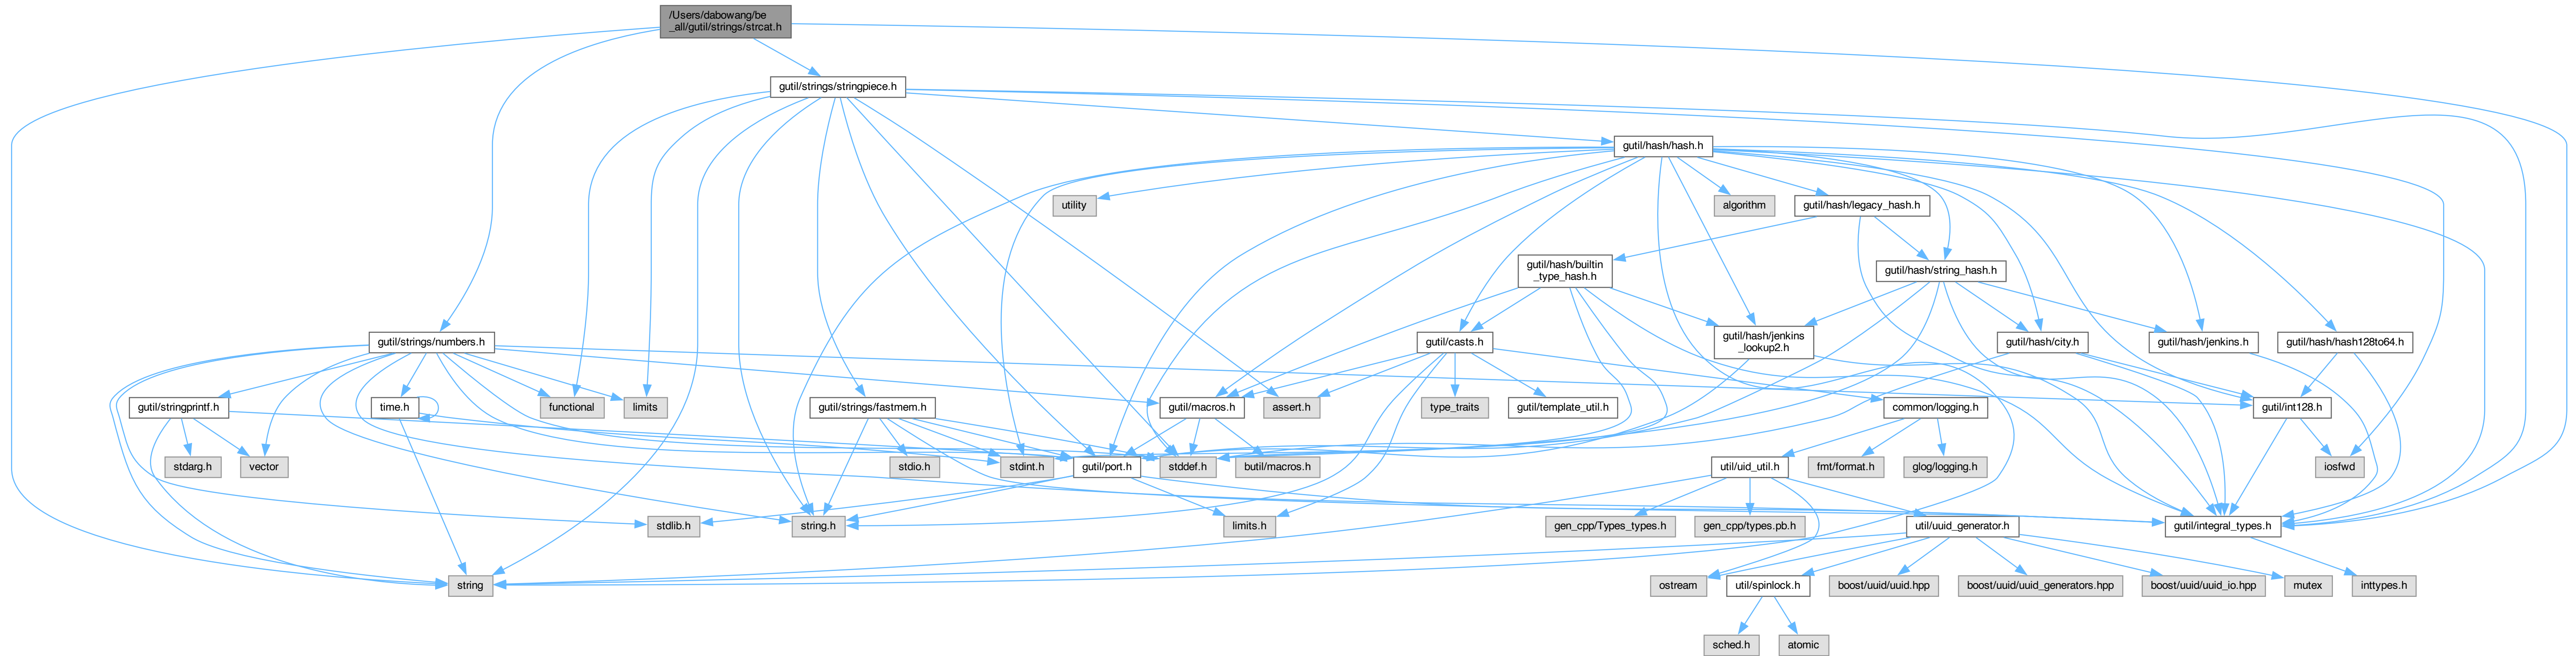 /Users/dabowang/be
_all/gutil/strings/strcat.h
gutil/strings/stringpiece.h
gutil/hash/hash.h
utility
algorithm
gutil/hash/legacy_hash.h
gutil/hash/builtin
_type_hash.h
gutil/hash/string_hash.h
gutil/strings/numbers.h
gutil/casts.h
gutil/hash/jenkins
_lookup2.h
gutil/hash/city.h
gutil/hash/jenkins.h
gutil/hash/hash128to64.h
gutil/stringprintf.h
time.h
functional
limits
gutil/strings/fastmem.h
gutil/macros.h
assert.h
type_traits
gutil/template_util.h
common/logging.h
gutil/int128.h
stdarg.h
vector
stdio.h
stdint.h
gutil/port.h
stddef.h
butil/macros.h
util/uid_util.h
fmt/format.h
glog/logging.h
iosfwd
stdlib.h
string.h
limits.h
gen_cpp/Types_types.h
gen_cpp/types.pb.h
util/uuid_generator.h
gutil/integral_types.h
string
ostream
util/spinlock.h
boost/uuid/uuid.hpp
boost/uuid/uuid_generators.hpp
boost/uuid/uuid_io.hpp
mutex
inttypes.h
sched.h
atomic